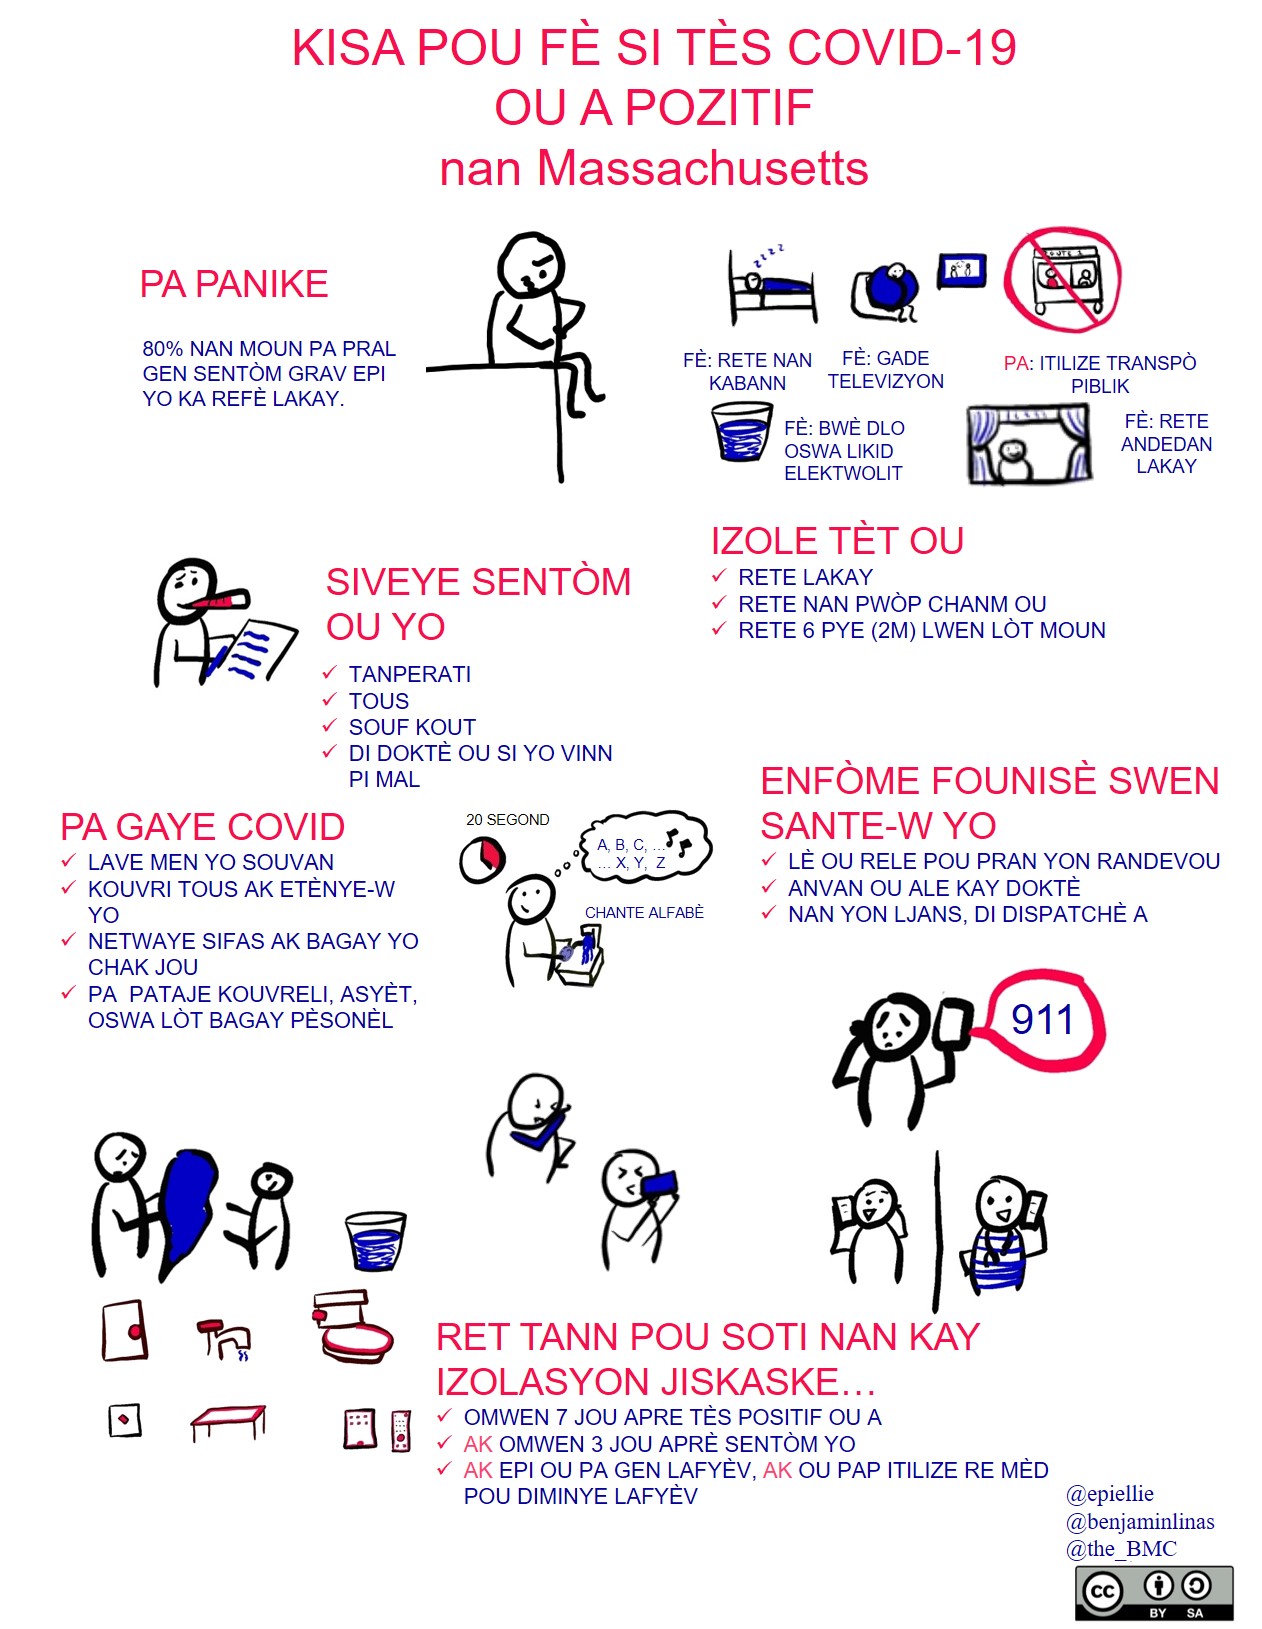 KISA POU FÈ SI TÈS COVID-19
OU A POZITIF
nan Massachusetts
PA PANIKE
80% NAN MOUN PA PRAL
GEN SENTÒM GRAV EPI
YO KA REFÈ LAKAY.
ROUTE 1
FÈ: RETE NAN
KABANN
FÈ: GADE
TELEVIZYON
PA: ITILIZE TRANSPÒ
PIBLIK
FÈ: BWÈ DLO
OSWA LIKID
ELEKTWOLIT
FÈ: RETE
ANDEDAN
LAKAY
zzzz
IZOLE TÈT OU
✓ RETE LAKAY
✓ RETE NAN PWÒP CHANM OU
✓ RETE 6 PYE (2M) LWEN LÒT MOUN
SIVEYE SENTÒM
OU YO
✓ TANPERATI
✓ TOUS
✓ SOUF KOUT
✓ DI DOKTÈ OU SI YO VINN
PI MAL
ENFÒME FOUNISÈ SWEN
SANTE-W YO
✓ LÈ OU RELE POU PRAN YON RANDEVOU
✓ ANVAN OU ALE KAY DOKTÈ
✓ NAN YON IJANS, DI DISPATCHÈ A
911
PA GAYE COVID
✓ LAVE MEN YO SOUVAN
✓ KOUVRI TOUS AK ETÈNYE-W
YO
✓ NETWAYE SIFAS AK BAGAY YO
CHAK JOU
✓ PA PATAJE KOUVRELI, ASYÈT,
OSWA LÒT BAGAY PÈSONÈL
20 SEGOND
A, B, C, ...
... X, Y, Z
CHANTE ALFABÈ
RET TANN POU SOTI NAN KAY
IZOLASYON JISKASKE...
✓ OMWEN 7 JOU APRE TÈS POSITIF OU A
✓ AK OMWEN 3 JOU APRÈ SENTÒM YO
✓ AK EPI OU PA GEN LAFYÈV, AK OU PAP ITILIZE RE MÈD
POU DIMINYE LAFYÈV
@epiellie
@benjaminlinas
@the_BMC
cc
BY SA